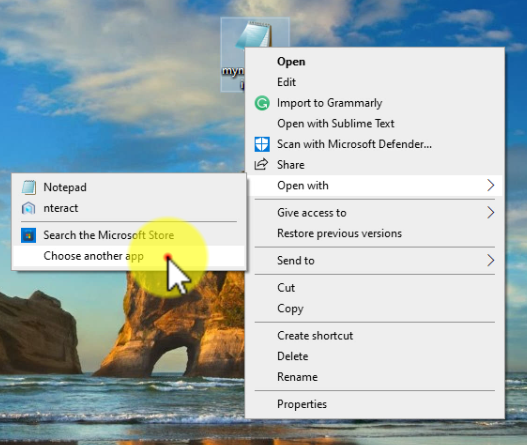 Open
Edit
Import to Grammarly
Open with Sublime Text
Scan with Microsoft Defender...
Share
Open with
Give access to
Restore previous versions
Send to
Cut
Copy
Create shortcut
Delete
Rename
Properties
Notepad
nteract
Search the Microsoft Store
Choose another app